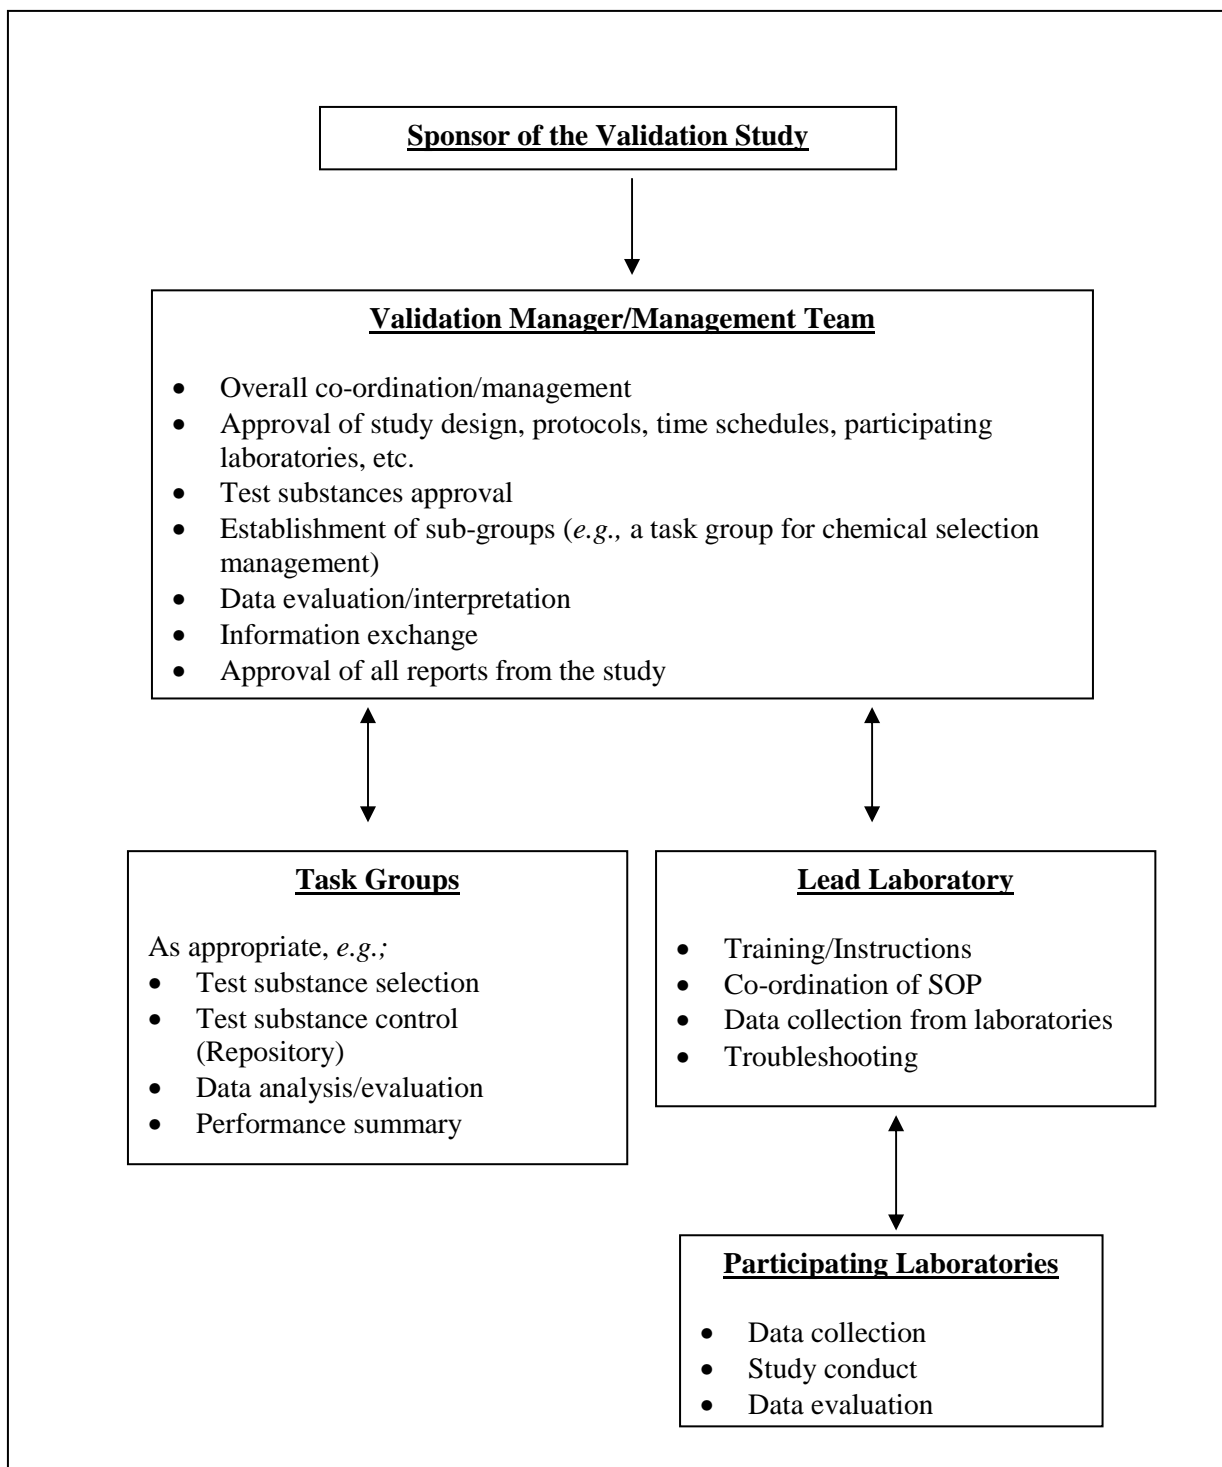 Sponsor of the Validation Study
Validation Manager/Management Team
• Overall co-ordination/management
• Approval of study design, protocols, time schedules, participating
laboratories, etc.
• Test substances approval
• Establishment of sub-groups (e.g., a task group for chemical selection
management)
• Data evaluation/interpretation
• Information exchange
• Approval of all reports from the study
Task Groups
As appropriate, e.g.;
• Test substance selection
• Test substance control
(Repository)
• Data analysis/evaluation
• Performance summary
Lead Laboratory
• Training/Instructions
• Co-ordination of SOP
• Data collection from laboratories
• Troubleshooting
Participating Laboratories
• Data collection
• Study conduct
• Data evaluation